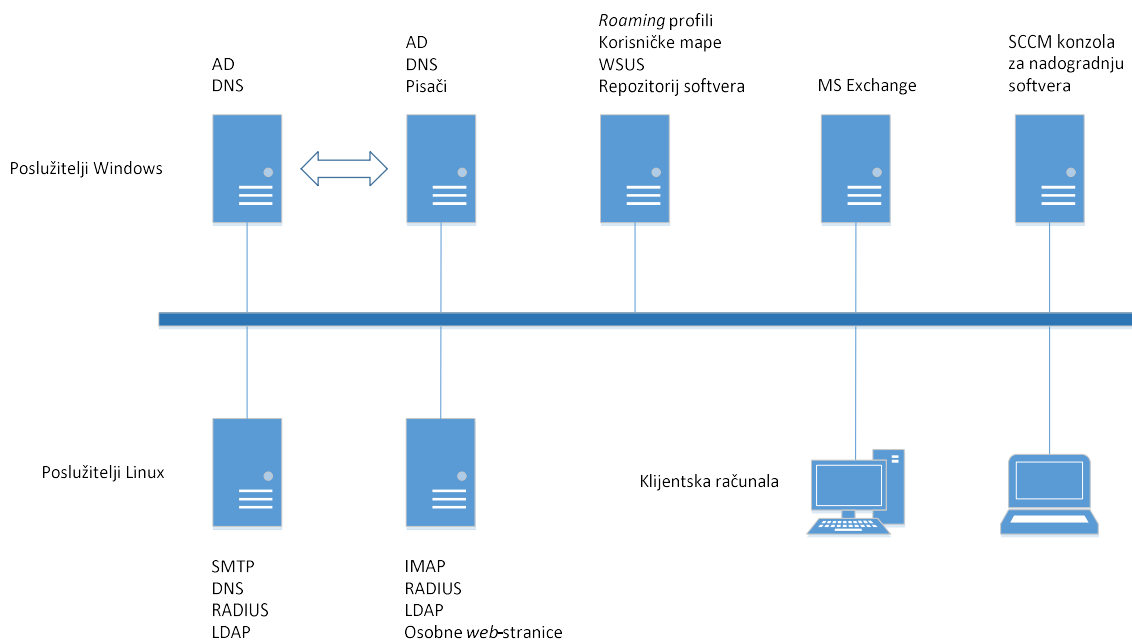 AD
DNS
AD
DNS
Pisači
Roaming profili
Korisničke mape
WSUS
Repozitorij softvera
MS Exchange
SCCM konzola
za nadogradnju
softvera
Poslužitelji Windows
Poslužitelji Linux
Klijentska računala
SMTP
DNS
RADIUS
LDAP
IMAP
RADIUS
LDAP
Osobne web-stranice